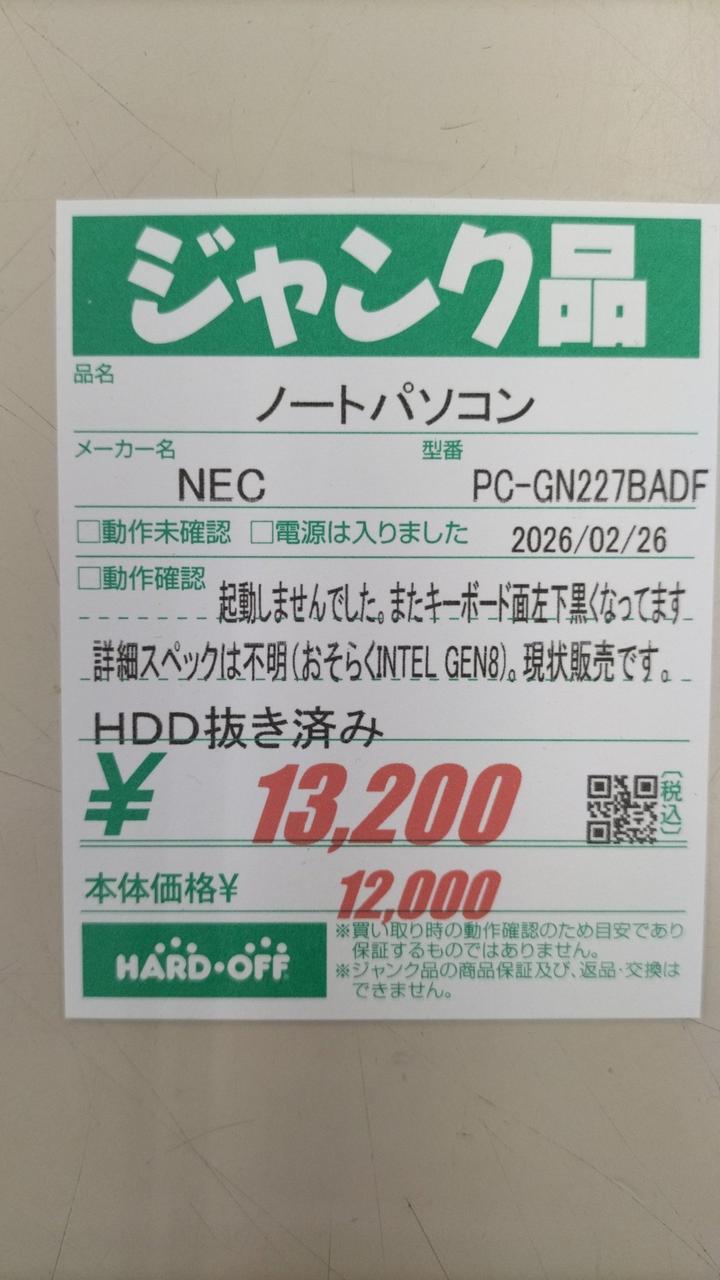 ジャンク品
品名
ノートパソコン
メーカー名 型番
NEC PC-GN227BADF
□動作未確認 □電源は入りました 2026/02/26
□動作確認 起動しませんでした。またキーボード面左下黒くなってます
詳細スペックは不明(おそらくINTEL GEN8)。現状販売です。
HDD抜き済み
¥ 13,200 (税込)
本体価格¥ 12,000
HARD・OFF
※買い取り時の動作確認のため目安であり
保証するものではありません。
※ジャンク品の商品保証及び、返品・交換は
できません。